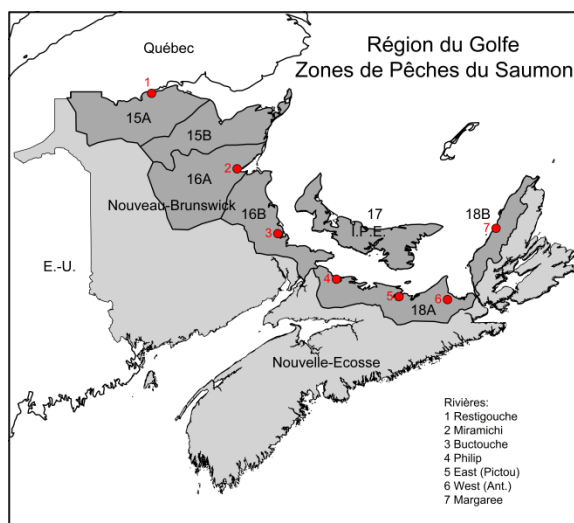 Québec
Région du Golfe
Zones de Pêches du Saumon
1
15A
15B
16A
2
Nouveau-Brunswick
16B
17
I.P.E.
18B
7
3
E.-U.
4
5
6
18A
Nouvelle-Ecosse
Rivières:
1 Restigouche
2 Miramichi
3 Buctouche
4 Philip
5 East (Pictou)
6 West (Ant.)
7 Margaree